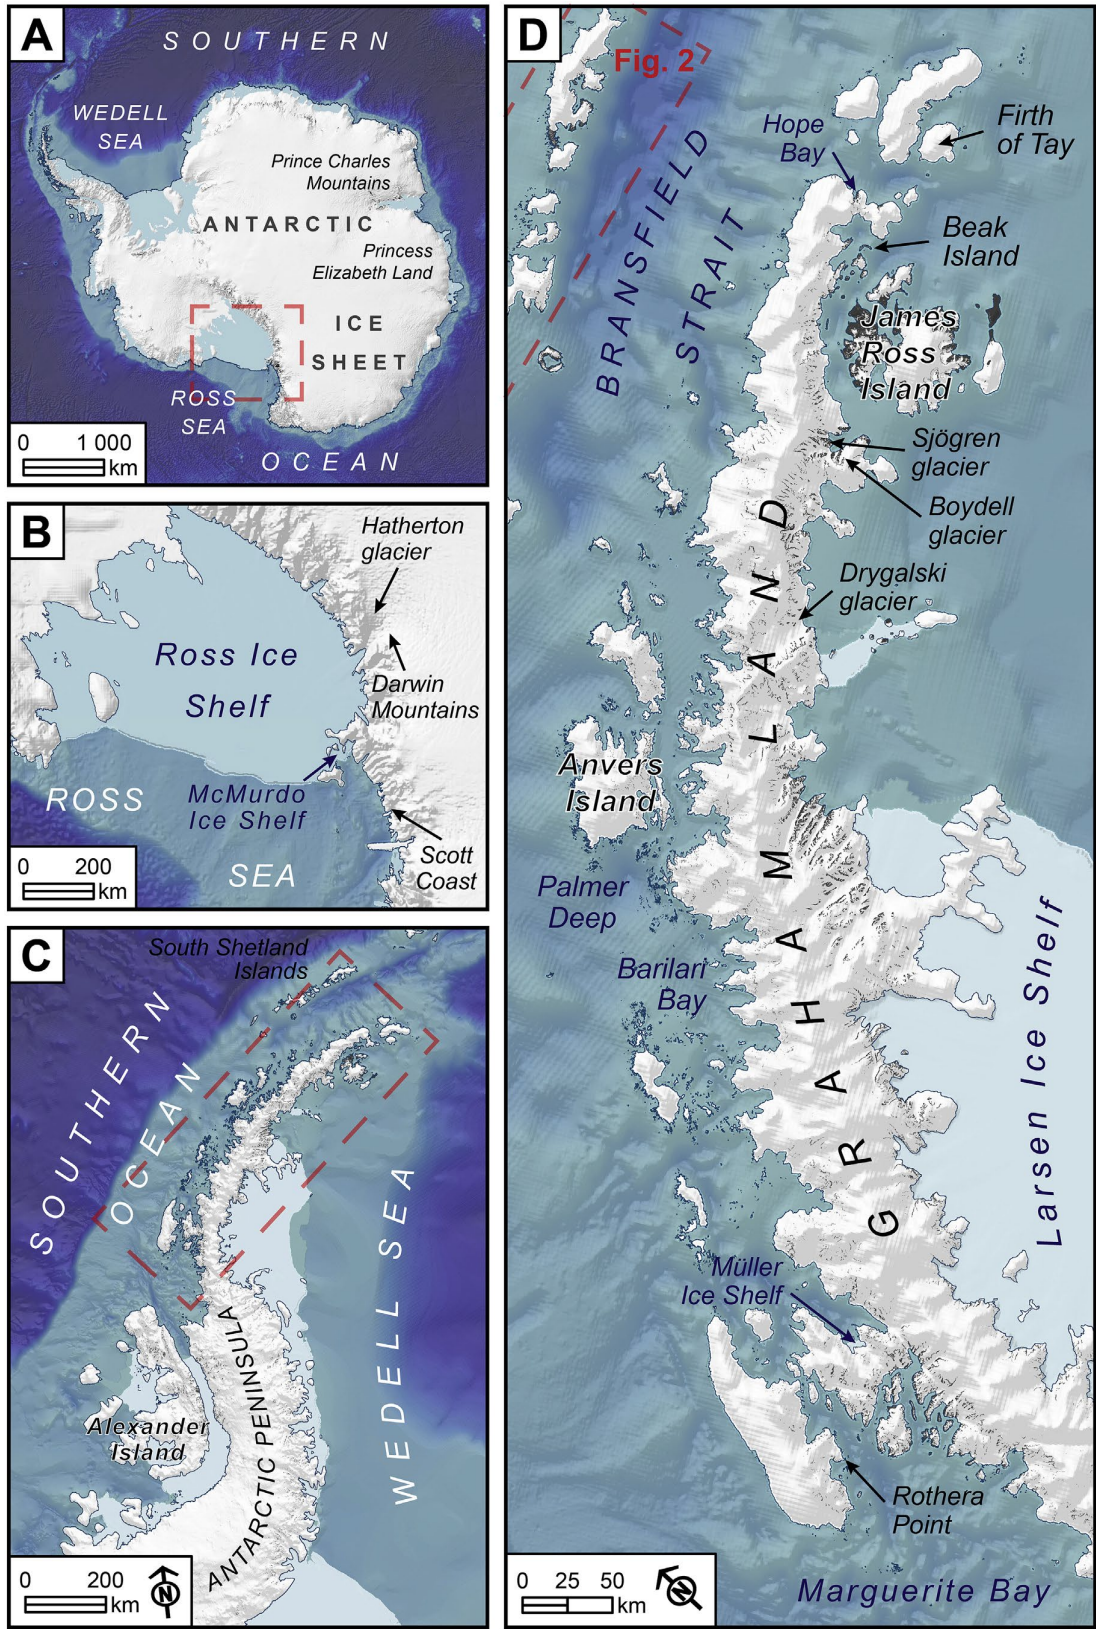 A
SOUTHERN
WEDELL
SEA
Prince Charles
Mountains
ANTARCTIC
Princess
Elizabeth Land
ICE
SHEET
ROSS
SEA
OCEAN
0 1 000
km
B
Hatherton
glacier
Ross Ice
Shelf
Darwin
Mountains
ROSS
McMurdo
Ice Shelf
SEA
Scott
Coast
0 200
km
C
South Shetland
Islands
SOUTHERN
OCEAN
WEDELL SEA
ANTARCTIC PENINSULA
Alexander
Island
0 200
km
N
D
Fig. 2
Hope
Bay
Firth
of Tay
BRANSFIELD
STRAIT
Beak
Island
James
Ross
Island
Sjögren
glacier
Boydell
glacier
Drygalski
glacier
GRAHAM LAND
Anvers
Island
Palmer
Deep
Barilari
Bay
Larsen Ice Shelf
Müller
Ice Shelf
Rothera
Point
Marguerite Bay
0 25 50
km
N